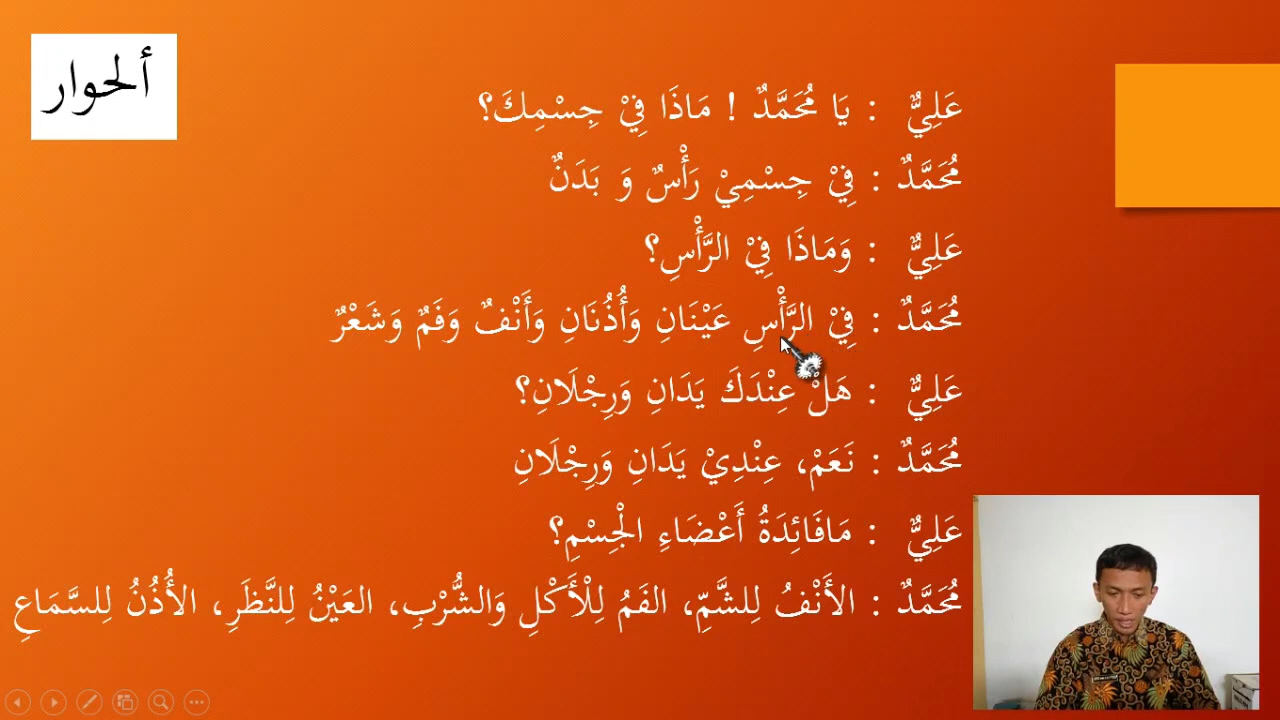 ألحوار
عَلِيٌّ : يَا مُحَمَّدٌ ! مَاذَا فِيْ جِسْمِكَ؟
مُحَمَّدٌ : فِيْ جِسْمِيْ رَأْسٌ وَ بَدَنٌ
عَلِيٌّ : وَمَاذَا فِيْ الرَّأْسِ؟
مُحَمَّدٌ : فِيْ الرَّأْسِ عَيْنَانِ وَأُذُنَانِ وَأَنْفٌ وَفَمٌ وَشَعْرٌ
عَلِيٌّ : هَلْ عِنْدَكَ يَدَانِ وَرِجْلَانِ؟
مُحَمَّدٌ : نَعَمْ، عِنْدِيْ يَدَانِ وَرِجْلَانِ
عَلِيٌّ : مَافَائِدَةُ أَعْضَاءِ الْجِسْمِ؟
مُحَمَّدٌ : الأَنْفُ لِلشَّمِّ، الفَمُ لِلْأَكْلِ وَالشُّرْبِ، العَيْنُ لِلنَّظَرِ، الأُذُنُ لِلسَّمَاعِ